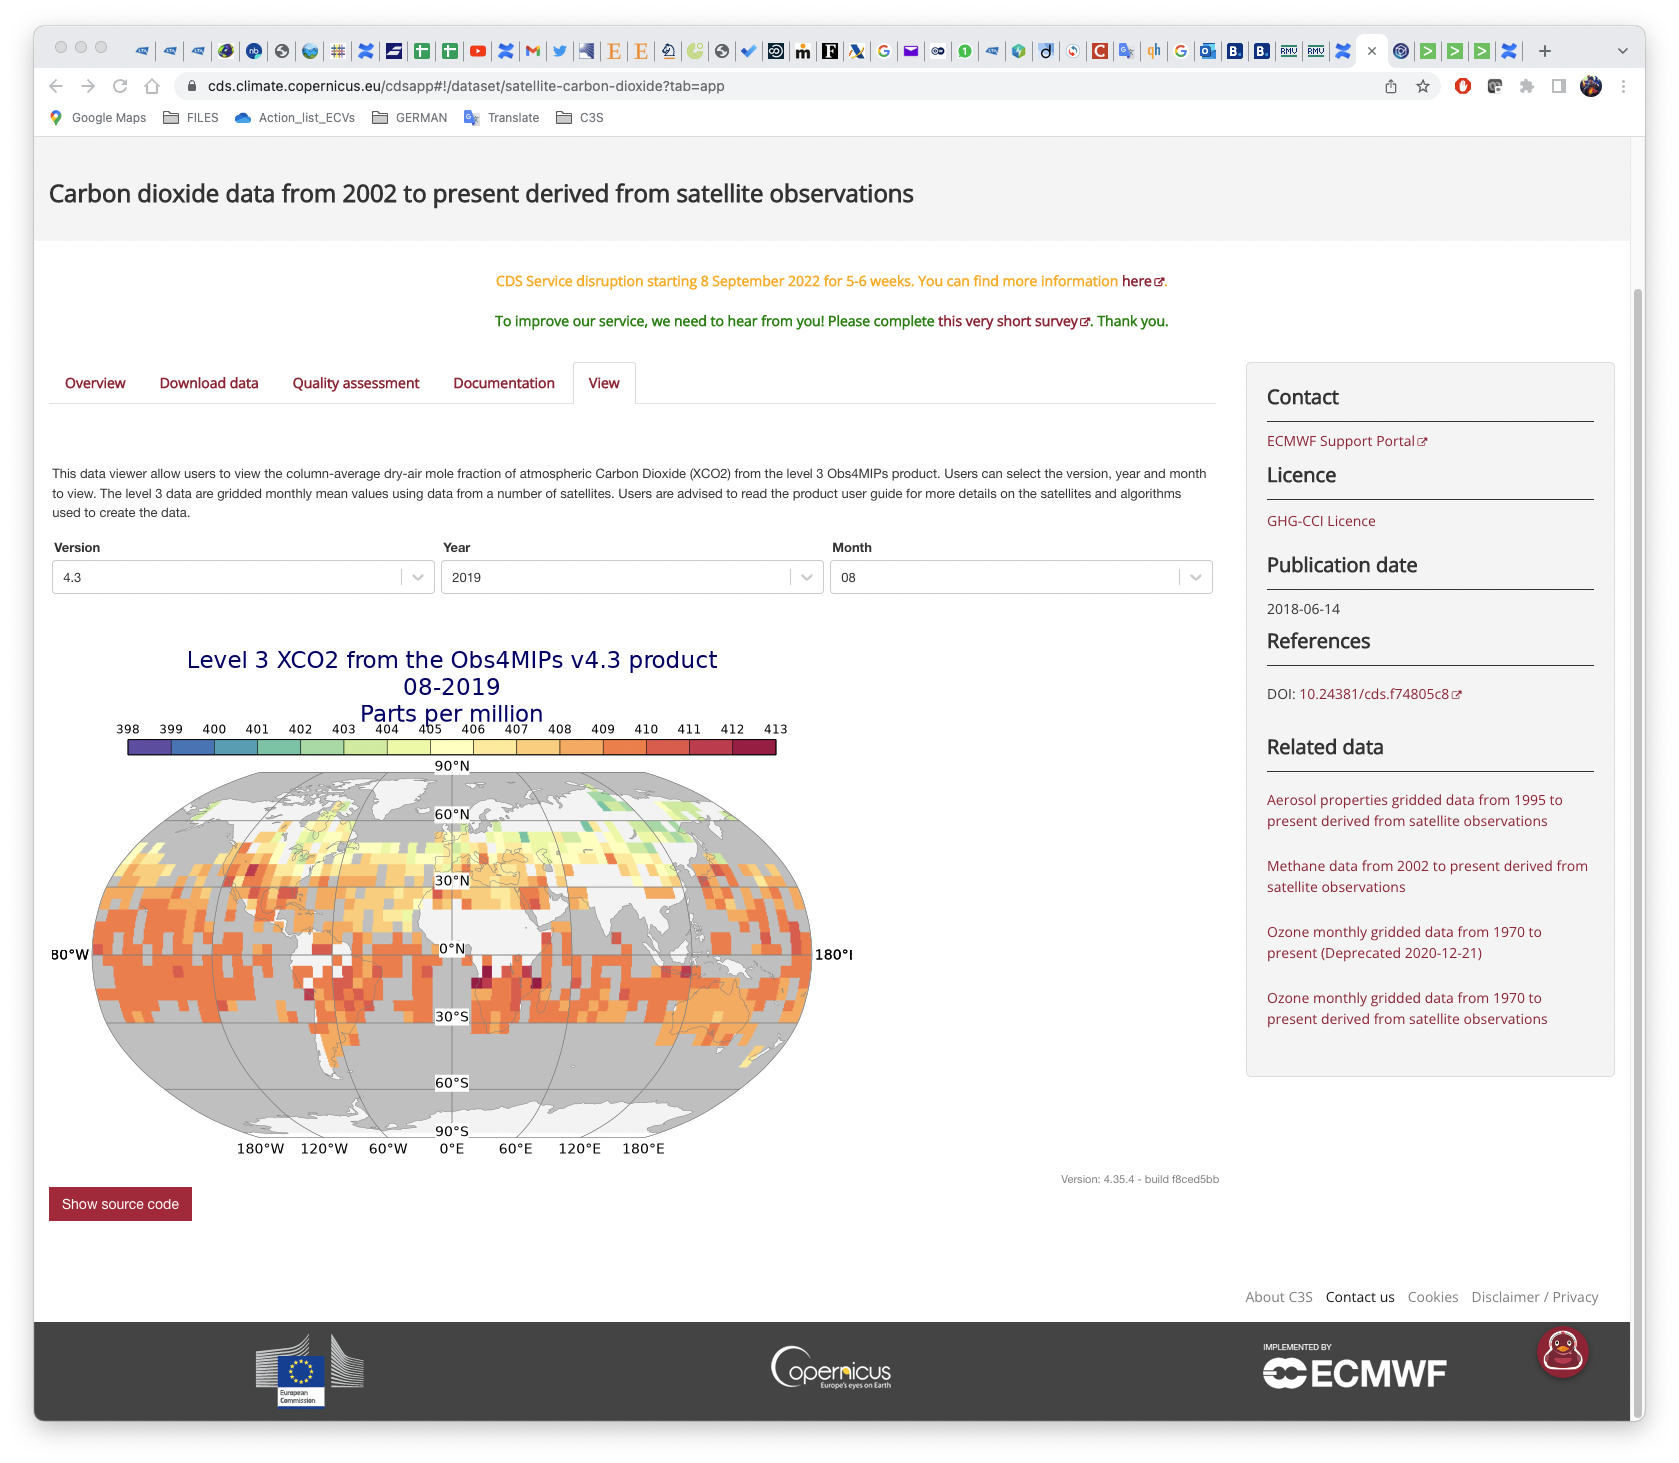 cds.climate.copernicus.eu/cdsapp#!/dataset/satellite-carbon-dioxide?tab=app
Google Maps FILES Action_list_ECVs GERMAN Translate C3S
Carbon dioxide data from 2002 to present derived from satellite observations
CDS Service disruption starting 8 September 2022 for 5-6 weeks. You can find more information here.
To improve our service, we need to hear from you! Please complete this very short survey. Thank you.
Overview Download data Quality assessment Documentation View
This data viewer allow users to view the column-average dry-air mole fraction of atmospheric Carbon Dioxide (XCO2) from the level 3 Obs4MIPs product. Users can select the version, year and month
to view. The level 3 data are gridded monthly mean values using data from a number of satellites. Users are advised to read the product user guide for more details on the satellites and algorithms
used to create the data.
Version Year Month
4.3 2019 08
Level 3 XCO2 from the Obs4MIPs v4.3 product
08-2019
Parts per million
398 399 400 401 402 403 404 405 406 407 408 409 410 411 412 413
90°N
60°N
30°N
0°N
80°W 180°
30°S
60°S
90°S
180°W 120°W 60°W 0°E 60°E 120°E 180°E
Version: 4.35.4 - build f8ced5bb
Show source code
Contact
ECMWF Support Portal
Licence
GHG-CCI Licence
Publication date
2018-06-14
References
DOI: 10.24381/cds.f74805c8
Related data
Aerosol properties gridded data from 1995 to
present derived from satellite observations
Methane data from 2002 to present derived from
satellite observations
Ozone monthly gridded data from 1970 to
present (Deprecated 2020-12-21)
Ozone monthly gridded data from 1970 to
present derived from satellite observations
About C3S Contact us Cookies Disclaimer / Privacy
European
Commission
Copernicus
Europe's eyes on Earth
IMPLEMENTED BY
ECMWF